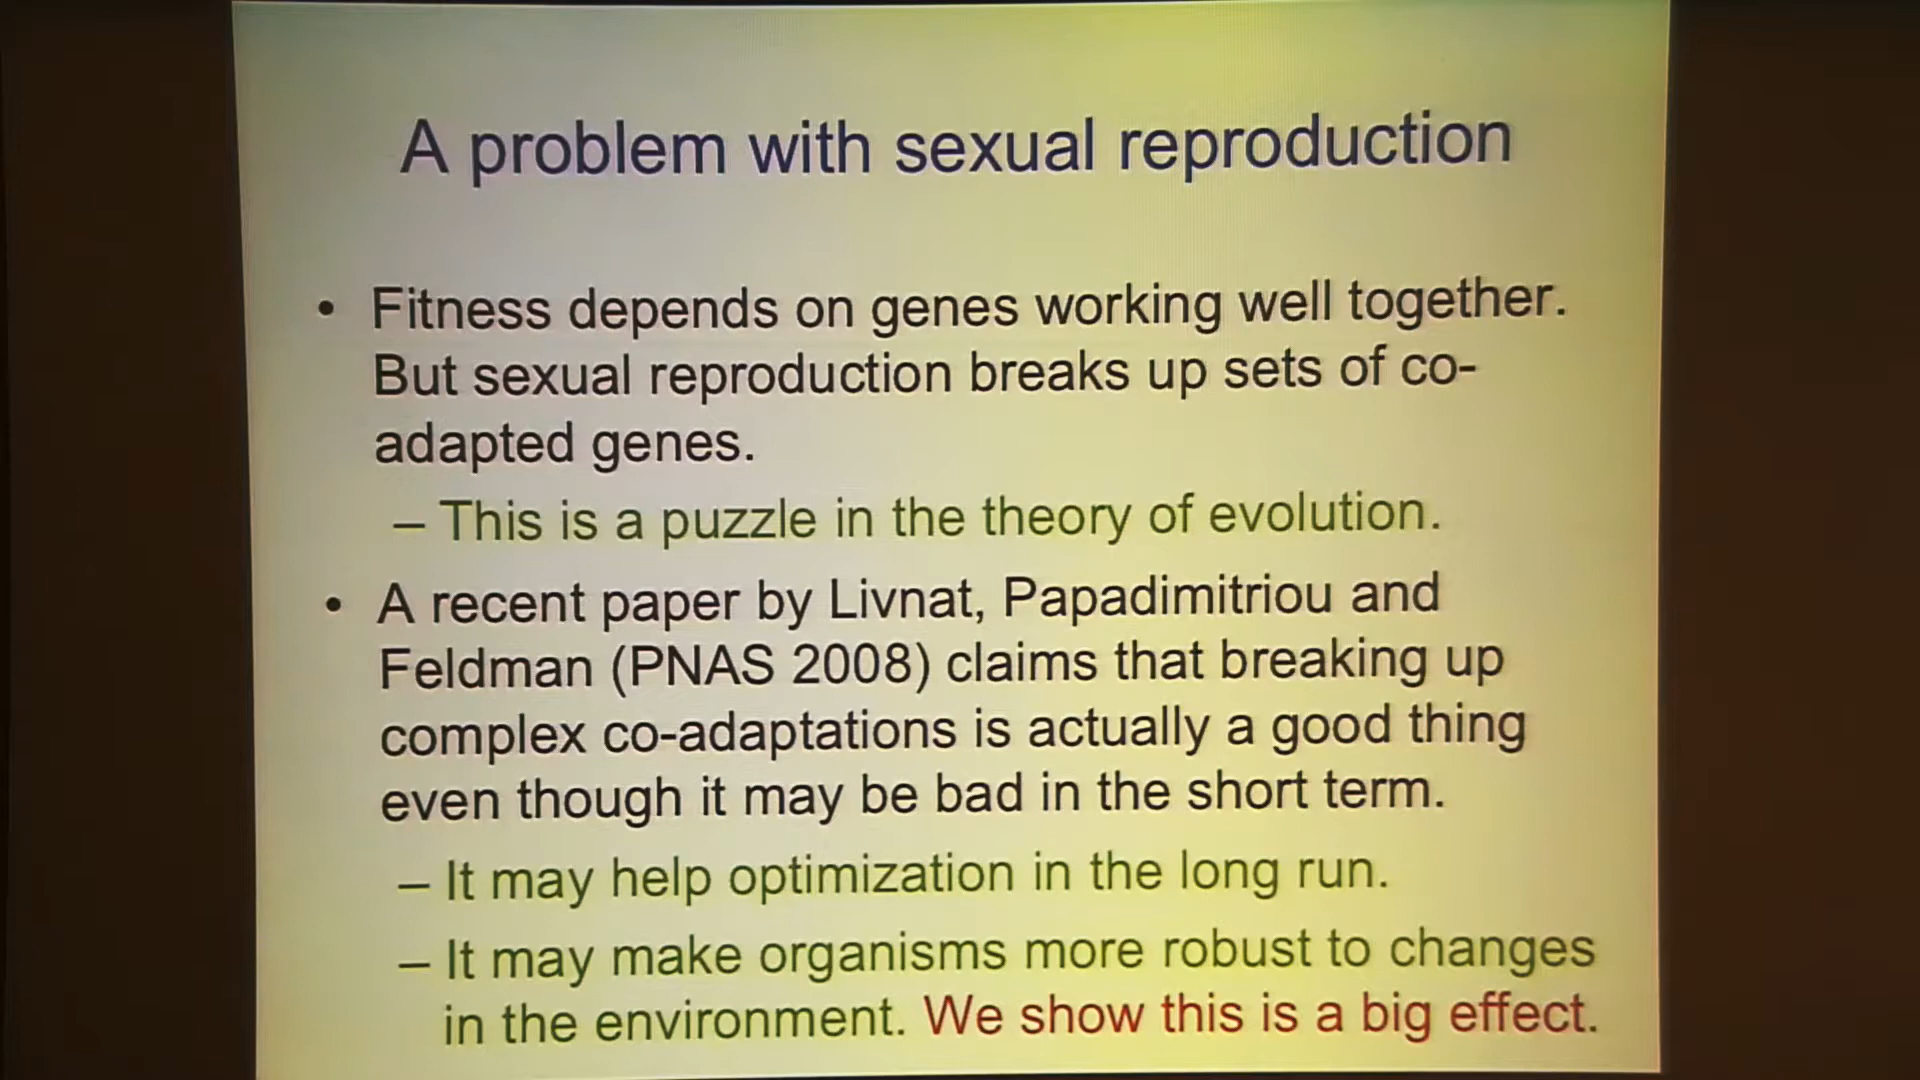 A problem with sexual reproduction
• Fitness depends on genes working well together.
But sexual reproduction breaks up sets of co-
adapted genes.
– This is a puzzle in the theory of evolution.
• A recent paper by Livnat, Papadimitriou and
Feldman (PNAS 2008) claims that breaking up
complex co-adaptations is actually a good thing
even though it may be bad in the short term.
– It may help optimization in the long run.
– It may make organisms more robust to changes
in the environment. We show this is a big effect.